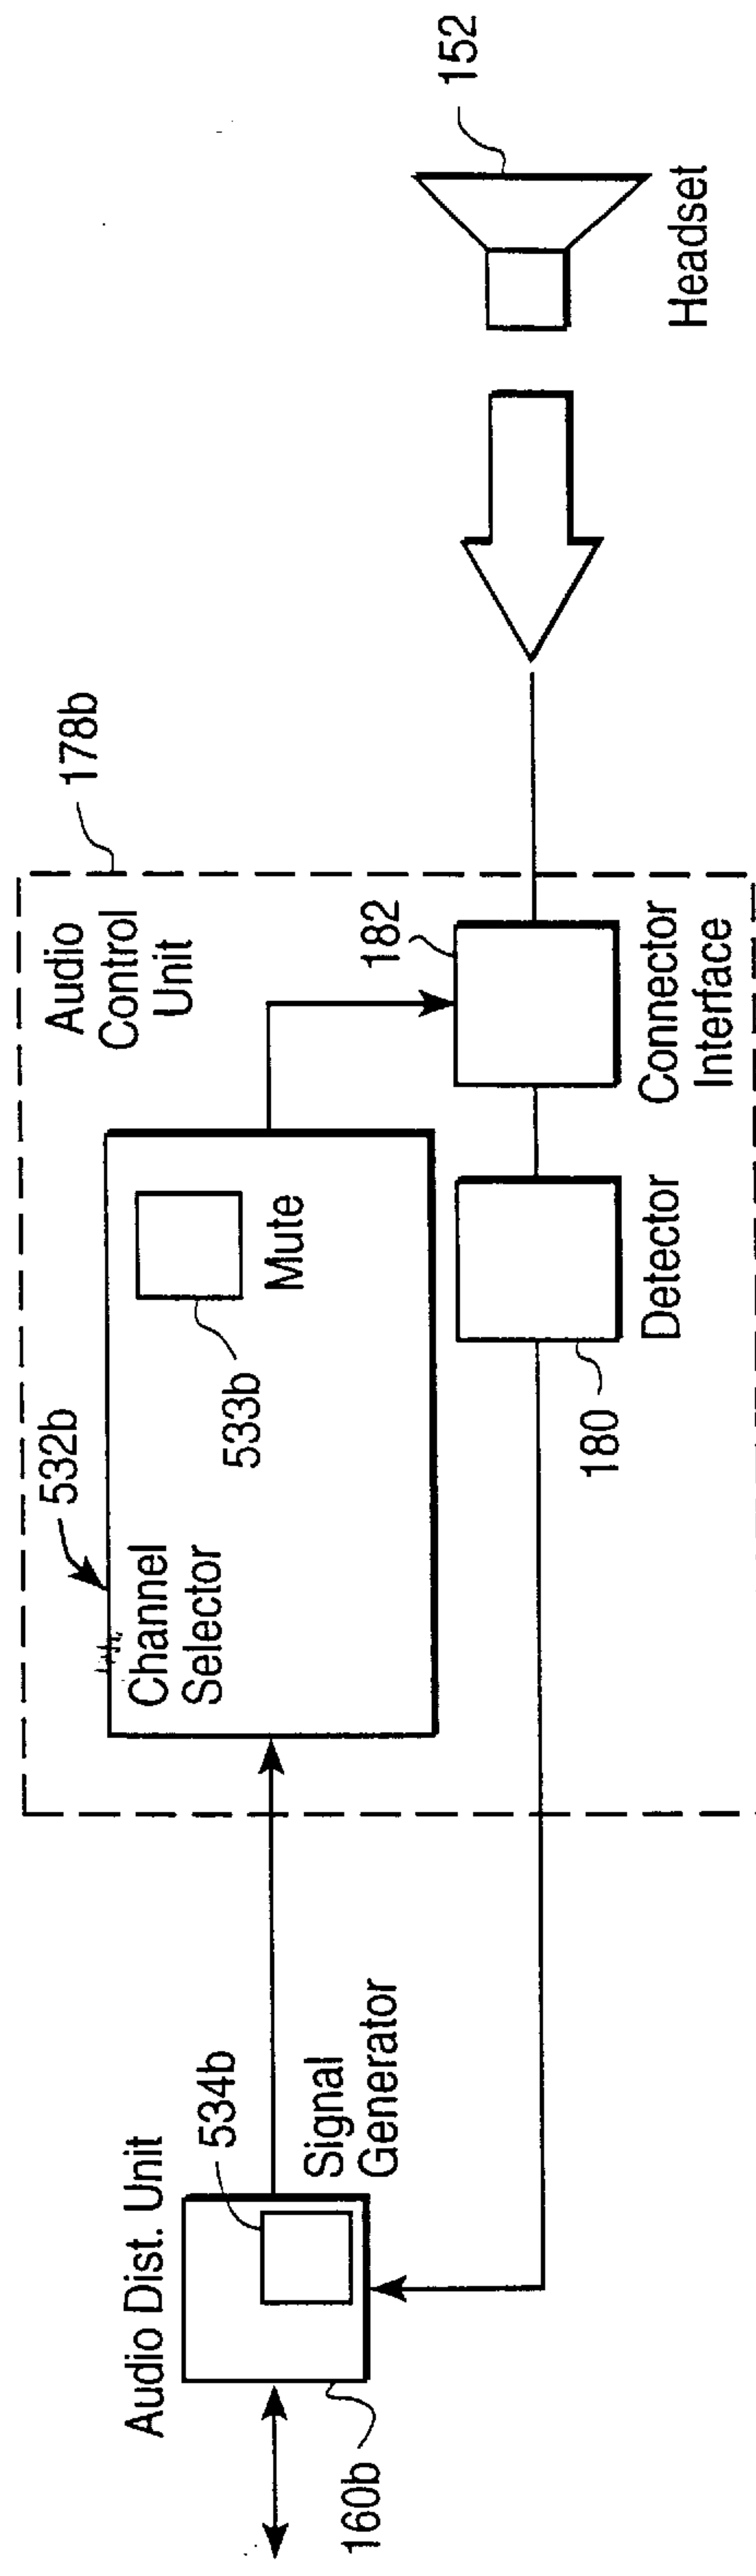 178b
Audio
Control
Unit
532b
Channel
Selector
Mute
533b
182
Connector
Interface
Detector
180
152
Headset
Audio Dist. Unit
534b
Signal
Generator
160b